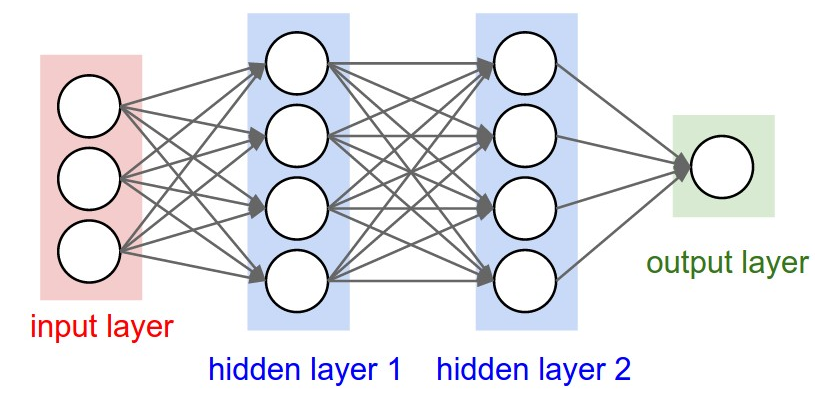 input layer
hidden layer 1
hidden layer 2
output layer